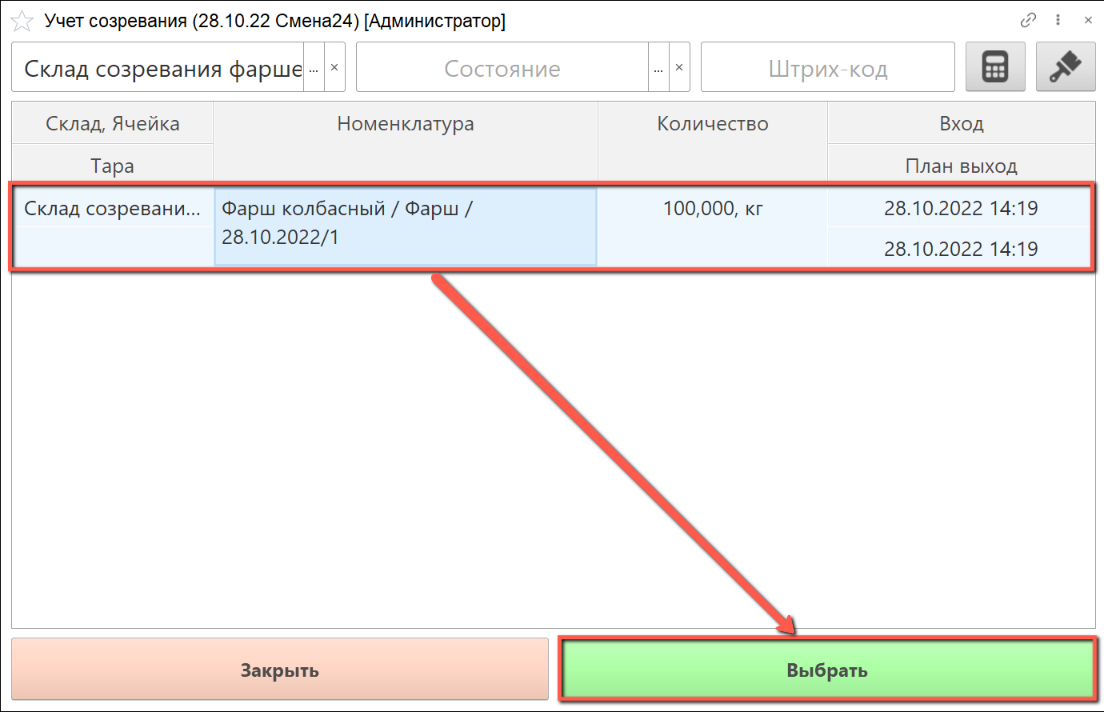 Учет созревания (28.10.22 Смена24) [Администратор]
Склад созревания фарше ... × Состояние ... × Штрих-код
Склад, Ячейка Номенклатура Количество Вход
Тара План выход
Склад созревани... Фарш колбасный / Фарш / 100,000, кг 28.10.2022 14:19
28.10.2022/1 28.10.2022 14:19
Закрыть Выбрать